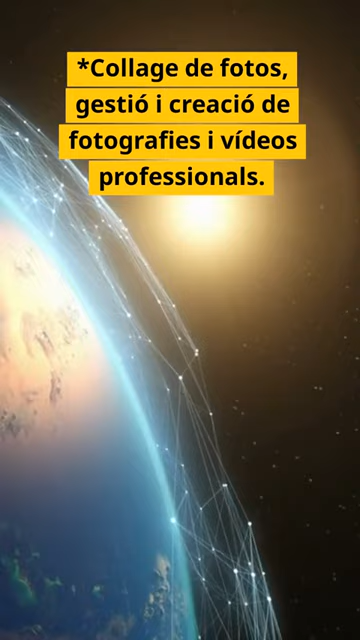 *Collage de fotos,
gestió i creació de
fotografies i vídeos
professionals.